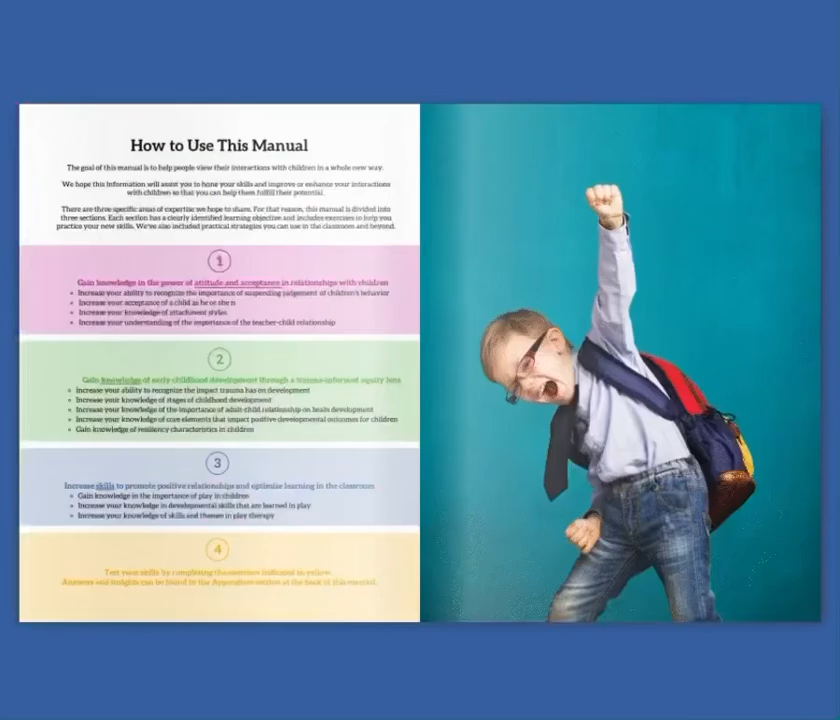 How to Use This Manual
The goal of this manual is to help people view their interactions with children in a whole new way.
We hope this information will assist you to hone your skills and improve or enhance your interactions
with children so that you can help them fulfill their potential.
There are three specific areas of expertise we hope to share. For that reason, this manual is divided into
three sections. Each section has a clearly identified learning objective and includes exercises to help you
practice your new skills. We've also included practical strategies you can use in the classroom and beyond.
1
Gain knowledge in the power of attitude and acceptance in relationships with children
• Increase your ability to recognize the importance of suspending judgement of children's behavior
• Increase your acceptance of a child as he or she is
• Increase your knowledge of attachment styles
• Increase your understanding of the importance of the teacher-child relationship
2
Gain knowledge of early childhood development through a trauma-informed equity lens
• Increase your ability to recognize the impact trauma has on development
• Increase your knowledge of stages of childhood development
• Increase your knowledge of the importance of adult-child relationship on brain development
• Increase your knowledge of core elements that impact positive developmental outcomes for children
• Gain knowledge of resiliency characteristics in children
3
Increase skills to promote positive relationships and optimize learning in the classroom
• Gain knowledge in the importance of play in children
• Increase your knowledge in developmental skills that are learned in play
• Increase your knowledge of skills and themes in play therapy
4
Test your skills by completing the exercises indicated in yellow.
Answers and insights can be found in the Appendices section at the back of this manual.